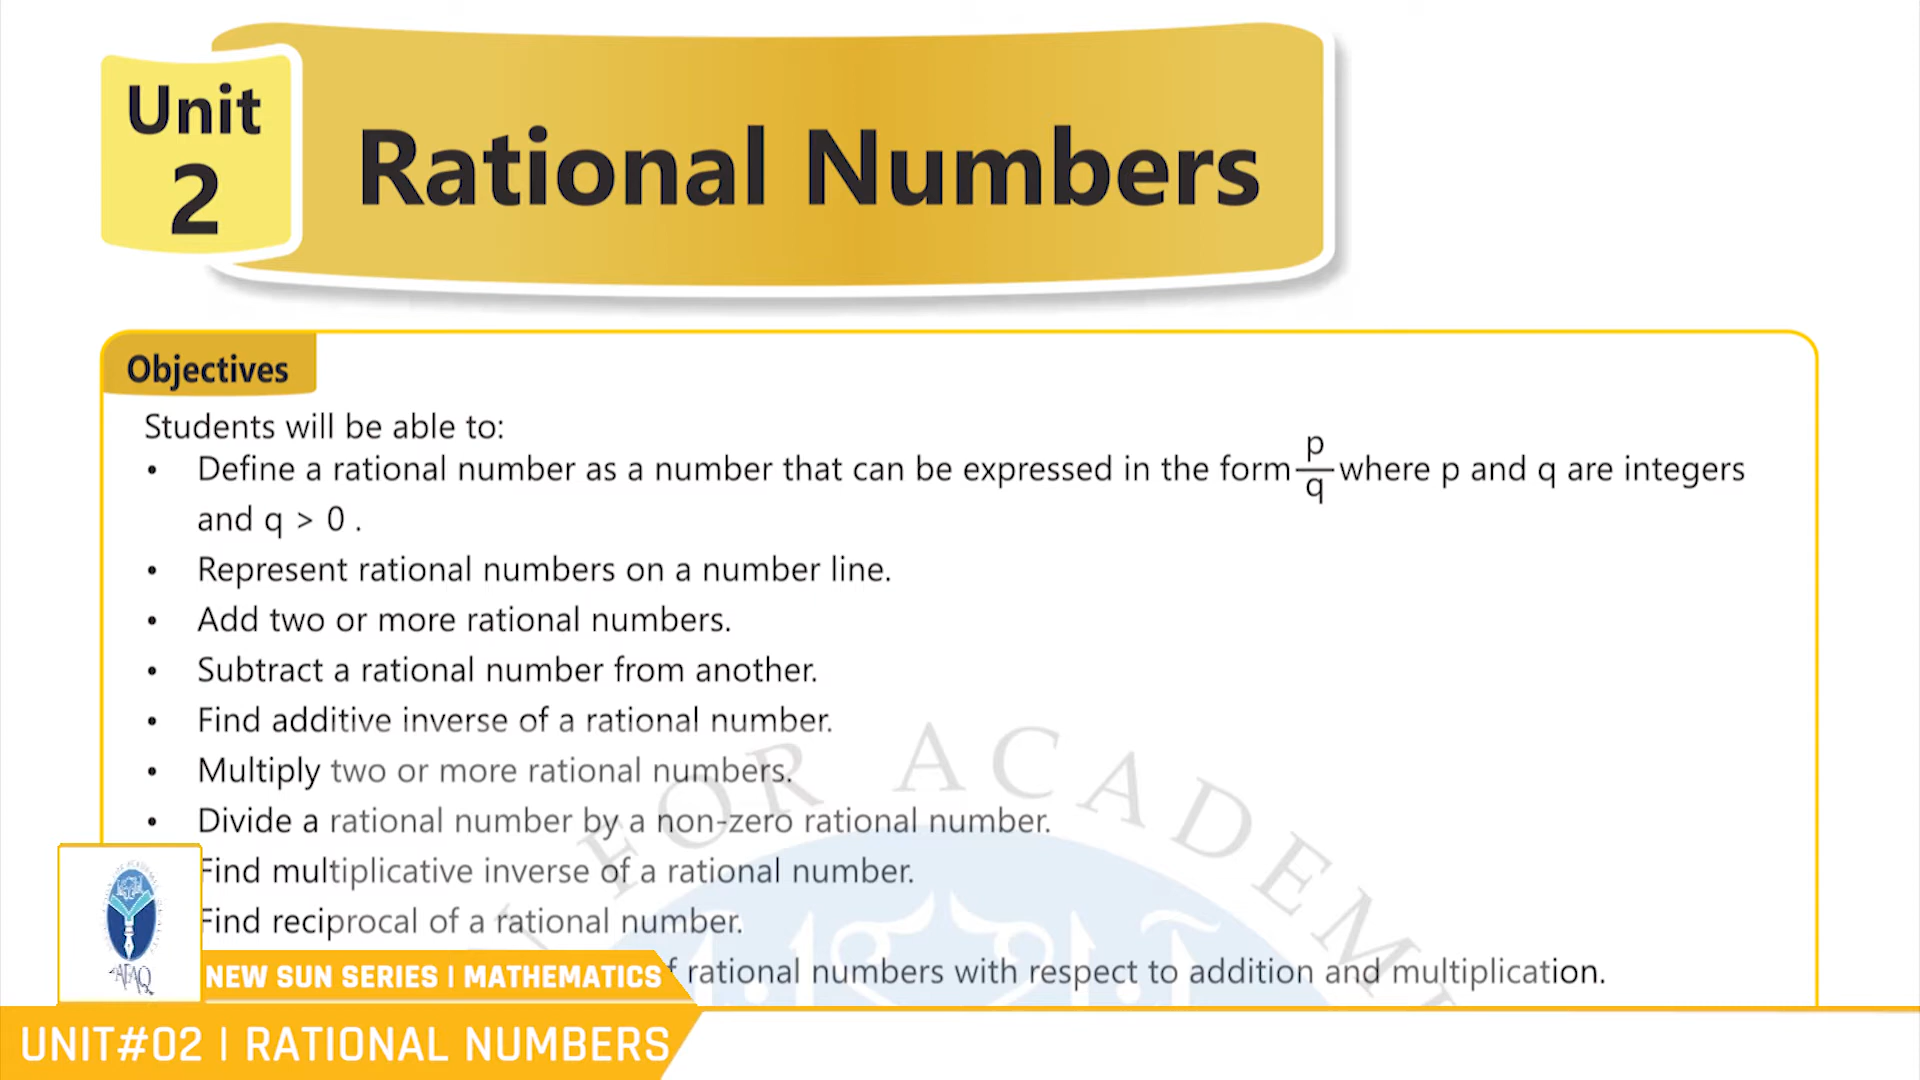 Unit
2
Rational Numbers
Objectives
Students will be able to:
• Define a rational number as a number that can be expressed in the form p/q where p and q are integers
and q > 0 .
• Represent rational numbers on a number line.
• Add two or more rational numbers.
• Subtract a rational number from another.
• Find additive inverse of a rational number.
• Multiply two or more rational numbers.
• Divide a rational number by a non-zero rational number.
Find multiplicative inverse of a rational number.
Find reciprocal of a rational number.
rational numbers with respect to addition and multiplication.
N FOR ACADEMI
AFAQ
NEW SUN SERIES | MATHEMATICS
UNIT#02 | RATIONAL NUMBERS